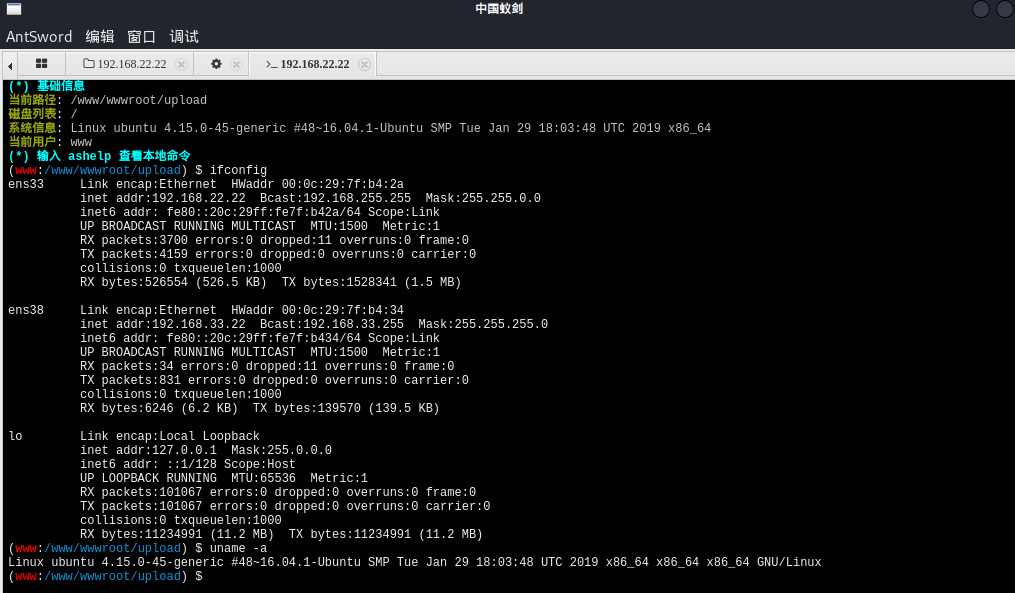 中国蚁剑
AntSword 编辑 窗口 调试
192.168.22.22 192.168.22.22
(*) 基础信息
当前路径: /www/wwwroot/upload
磁盘列表: /
系统信息: Linux ubuntu 4.15.0-45-generic #48~16.04.1-Ubuntu SMP Tue Jan 29 18:03:48 UTC 2019 x86_64
当前用户: www
(*) 输入 ashelp 查看本地命令
(www:/www/wwwroot/upload) $ ifconfig
ens33     Link encap:Ethernet  HWaddr 00:0c:29:7f:b4:2a
          inet addr:192.168.22.22  Bcast:192.168.255.255  Mask:255.255.0.0
          inet6 addr: fe80::20c:29ff:fe7f:b42a/64 Scope:Link
          UP BROADCAST RUNNING MULTICAST  MTU:1500  Metric:1
          RX packets:3700 errors:0 dropped:11 overruns:0 frame:0
          TX packets:4159 errors:0 dropped:0 overruns:0 carrier:0
          collisions:0 txqueuelen:1000
          RX bytes:526554 (526.5 KB)  TX bytes:1528341 (1.5 MB)
ens38     Link encap:Ethernet  HWaddr 00:0c:29:7f:b4:34
          inet addr:192.168.33.22  Bcast:192.168.33.255  Mask:255.255.255.0
          inet6 addr: fe80::20c:29ff:fe7f:b434/64 Scope:Link
          UP BROADCAST RUNNING MULTICAST  MTU:1500  Metric:1
          RX packets:34 errors:0 dropped:11 overruns:0 frame:0
          TX packets:831 errors:0 dropped:0 overruns:0 carrier:0
          collisions:0 txqueuelen:1000
          RX bytes:6246 (6.2 KB)  TX bytes:139570 (139.5 KB)
lo        Link encap:Local Loopback
          inet addr:127.0.0.1  Mask:255.0.0.0
          inet6 addr: ::1/128 Scope:Host
          UP LOOPBACK RUNNING  MTU:65536  Metric:1
          RX packets:101067 errors:0 dropped:0 overruns:0 frame:0
          TX packets:101067 errors:0 dropped:0 overruns:0 carrier:0
          collisions:0 txqueuelen:1000
          RX bytes:11234991 (11.2 MB)  TX bytes:11234991 (11.2 MB)
(www:/www/wwwroot/upload) $ uname -a
Linux ubuntu 4.15.0-45-generic #48~16.04.1-Ubuntu SMP Tue Jan 29 18:03:48 UTC 2019 x86_64 x86_64 x86_64 GNU/Linux
(www:/www/wwwroot/upload) $